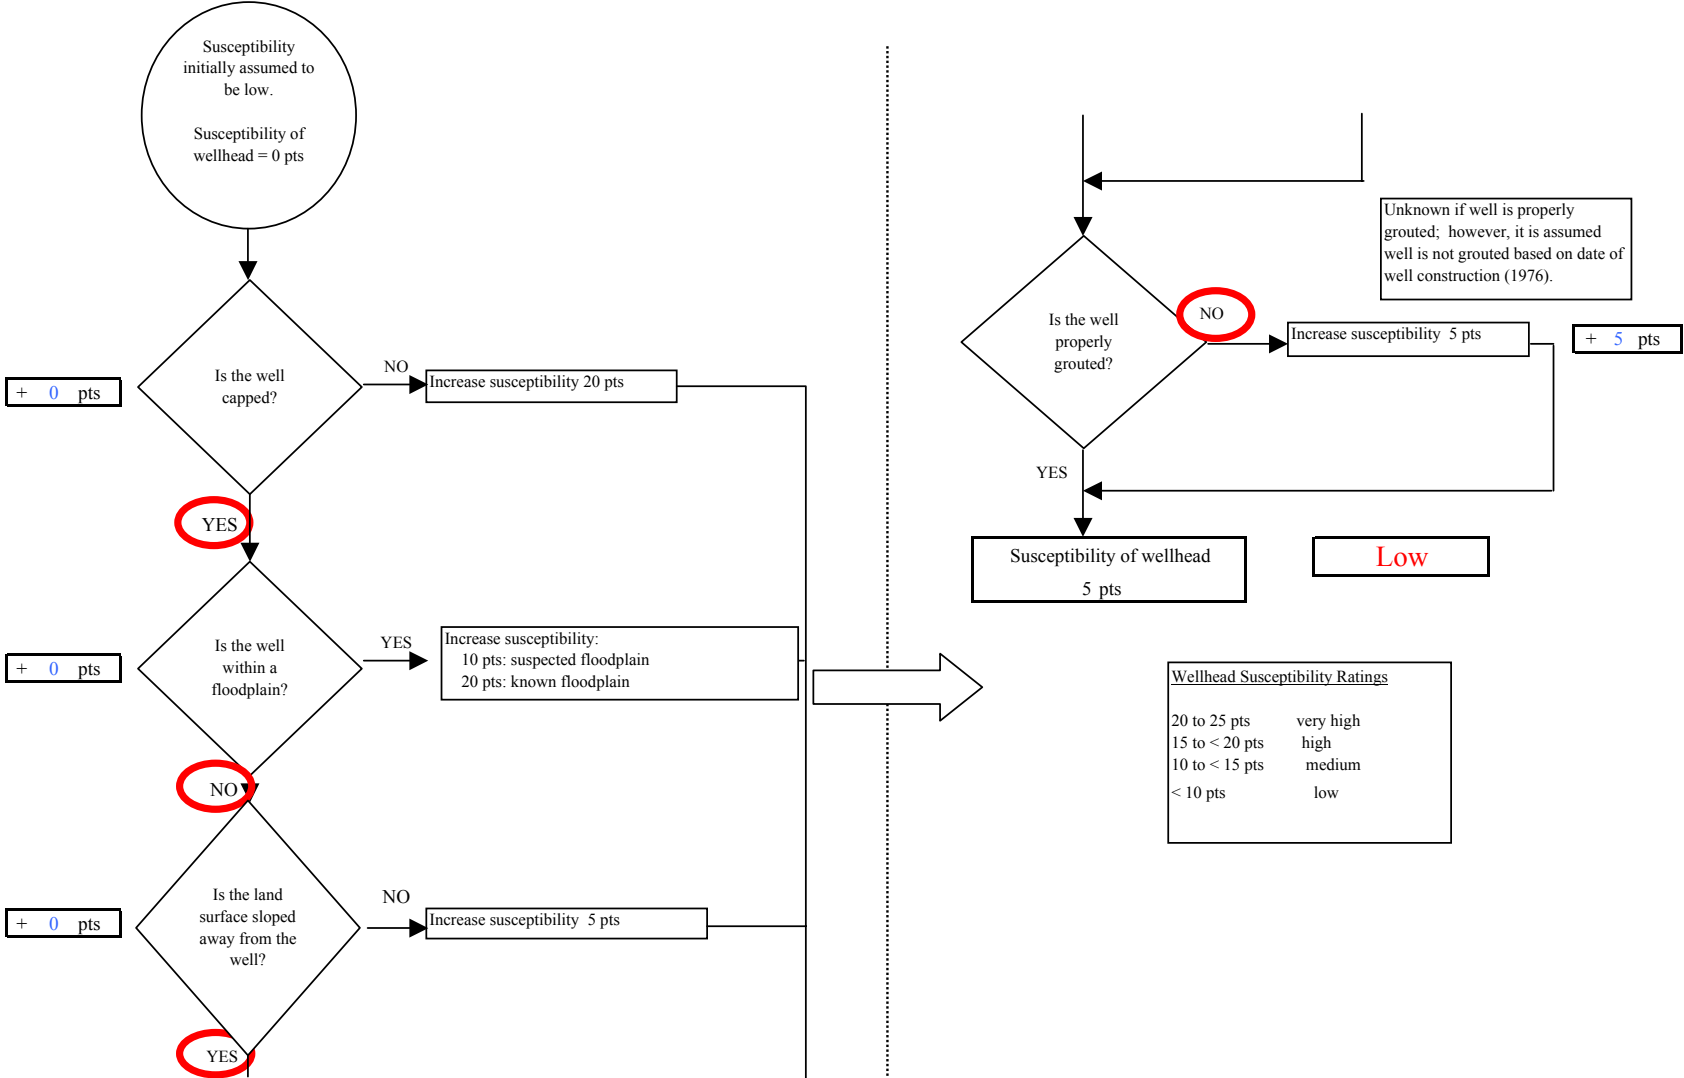 Susceptibility
initially assumed to
be low.
Susceptibility of
wellhead = 0 pts
Is the well
capped?
NO
Increase susceptibility 20 pts
+ 0 pts
YES
Is the well
within a
floodplain?
YES
Increase susceptibility:
10 pts: suspected floodplain
20 pts: known floodplain
+ 0 pts
NO
Is the land
surface sloped
away from the
well?
NO
Increase susceptibility 5 pts
+ 0 pts
YES
Unknown if well is properly
grouted; however, it is assumed
well is not grouted based on date of
well construction (1976).
Is the well
properly
grouted?
NO
Increase susceptibility 5 pts
+ 5 pts
YES
Susceptibility of wellhead
5 pts
Low
Wellhead Susceptibility Ratings
20 to 25 pts very high
15 to < 20 pts high
10 to < 15 pts medium
< 10 pts low